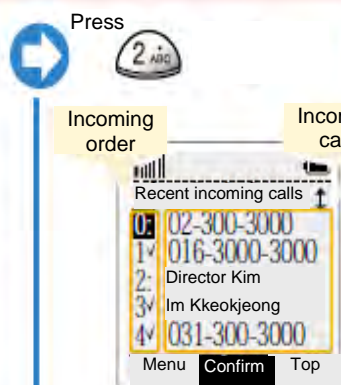 Press
2 ABC
Incoming
order
Recent incoming calls
0: 02-300-3000
1✓ 016-3000-3000
2: Director Kim
3✓ Im Kkeokjeong
4✓ 031-300-3000
Menu Confirm Top